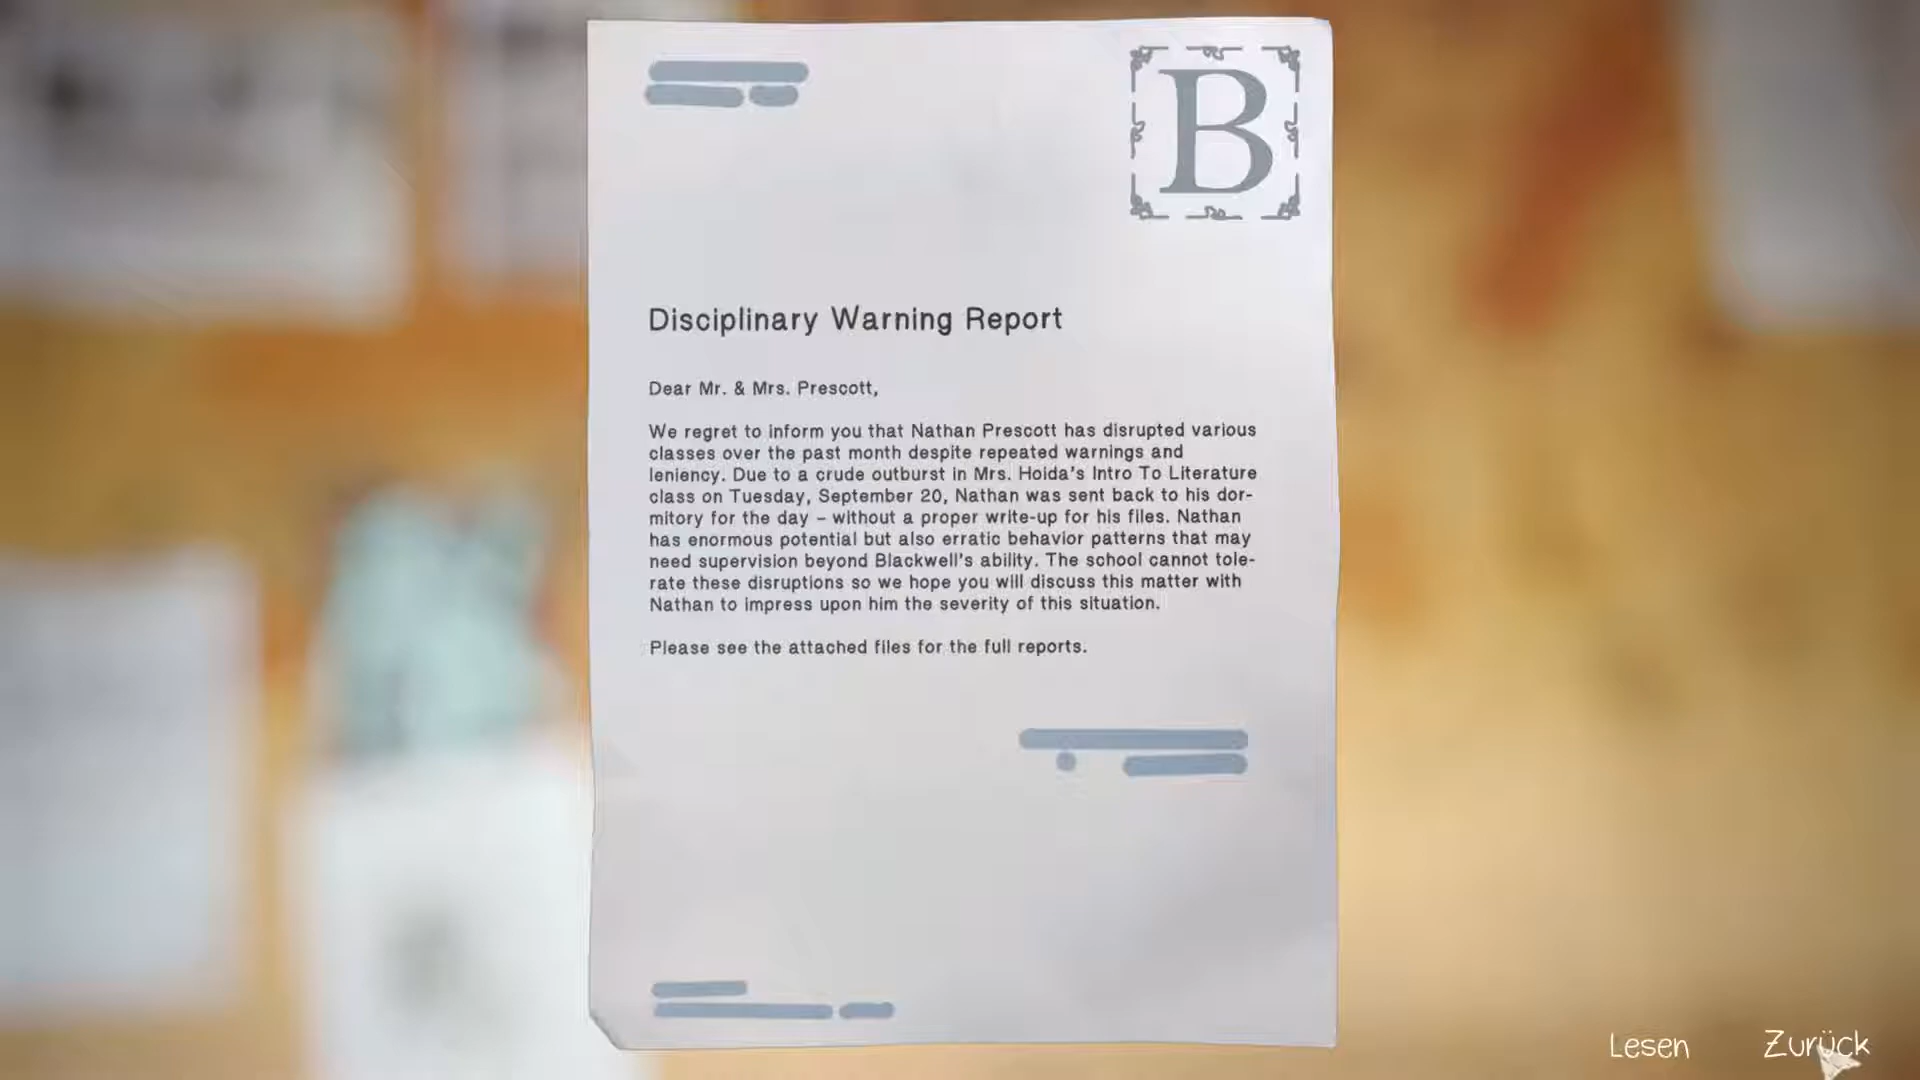 B
Disciplinary Warning Report
Dear Mr. & Mrs. Prescott,
We regret to inform you that Nathan Prescott has disrupted various
classes over the past month despite repeated warnings and
leniency. Due to a crude outburst in Mrs. Hoida's Intro To Literature
class on Tuesday, September 20, Nathan was sent back to his dor-
mitory for the day – without a proper write-up for his files. Nathan
has enormous potential but also erratic behavior patterns that may
need supervision beyond Blackwell's ability. The school cannot tole-
rate these disruptions so we hope you will discuss this matter with
Nathan to impress upon him the severity of this situation.
Please see the attached files for the full reports.
Lesen Zurück